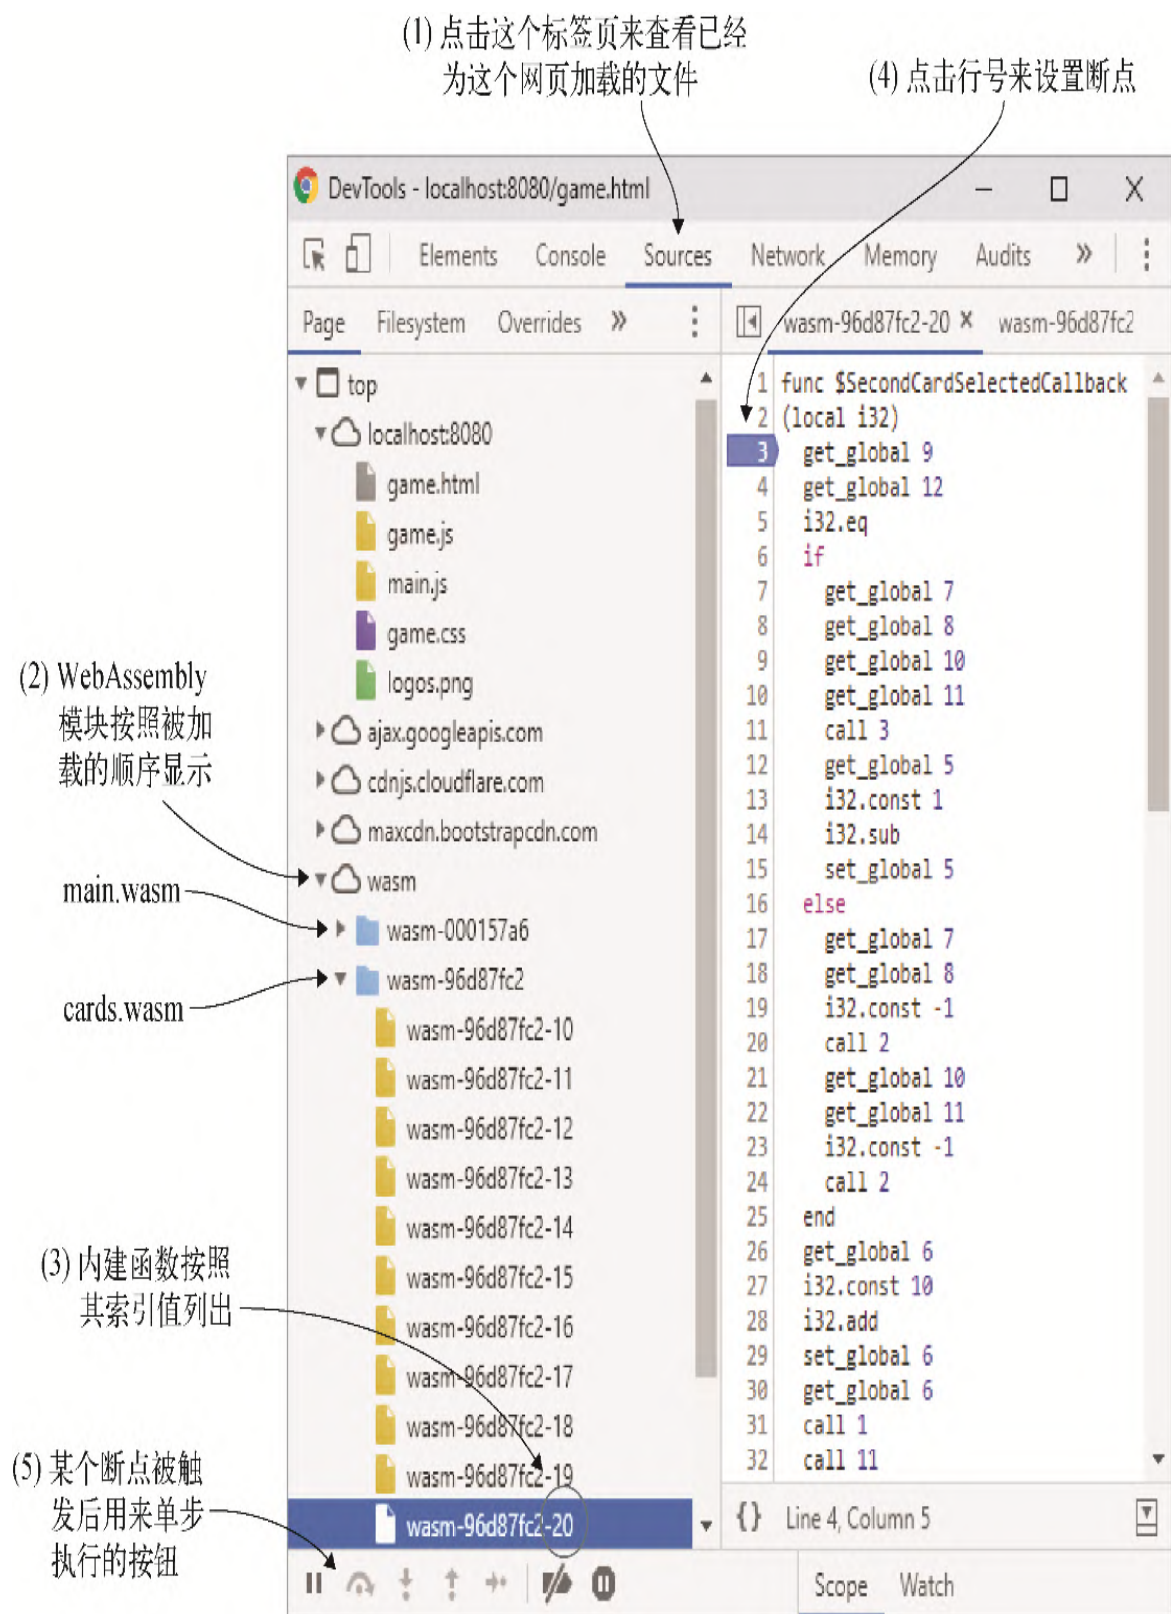 (1) 点击这个标签页来查看已经
为这个网页加载的文件
(4) 点击行号来设置断点
DevTools - localhost:8080/game.html
Elements Console Sources Network Memory Audits »
Page Filesystem Overrides »
wasm-96d87fc2-20 × wasm-96d87fc2
top
localhost:8080
game.html
game.js
main.js
game.css
logos.png
(2) WebAssembly
模块按照被加
载的顺序显示
ajax.googleapis.com
cdnjs.cloudflare.com
maxcdn.bootstrapcdn.com
wasm
main.wasm
wasm-000157a6
cards.wasm
wasm-96d87fc2
wasm-96d87fc2-10
wasm-96d87fc2-11
wasm-96d87fc2-12
wasm-96d87fc2-13
wasm-96d87fc2-14
wasm-96d87fc2-15
wasm-96d87fc2-16
wasm-96d87fc2-17
wasm-96d87fc2-18
wasm-96d87fc2-19
wasm-96d87fc2-20
(3) 内建函数按照
其索引值列出
(5) 某个断点被触
发后用来单步
执行的按钮
1 func $SecondCardSelectedCallback
2 (local i32)
3 get_global 9
4 get_global 12
5 i32.eq
6 if
7 get_global 7
8 get_global 8
9 get_global 10
10 get_global 11
11 call 3
12 get_global 5
13 i32.const 1
14 i32.sub
15 set_global 5
16 else
17 get_global 7
18 get_global 8
19 i32.const -1
20 call 2
21 get_global 10
22 get_global 11
23 i32.const -1
24 call 2
25 end
26 get_global 6
27 i32.const 10
28 i32.add
29 set_global 6
30 get_global 6
31 call 1
32 call 11
{} Line 4, Column 5
Scope Watch